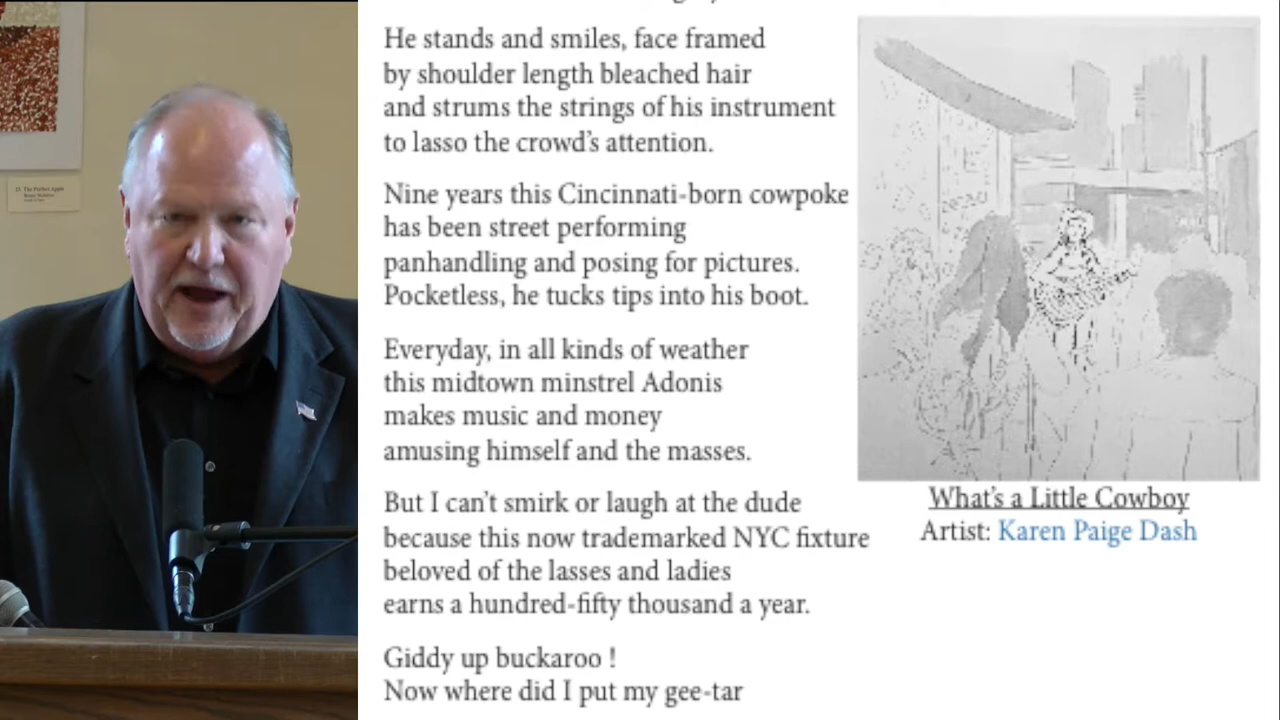 He stands and smiles, face framed
by shoulder length bleached hair
and strums the strings of his instrument
to lasso the crowd's attention.
Nine years this Cincinnati-born cowpoke
has been street performing
panhandling and posing for pictures.
Pocketless, he tucks tips into his boot.
Everyday, in all kinds of weather
this midtown minstrel Adonis
makes music and money
amusing himself and the masses.
But I can't smirk or laugh at the dude
because this now trademarked NYC fixture
beloved of the lasses and ladies
earns a hundred-fifty thousand a year.
Giddy up buckaroo !
Now where did I put my gee-tar
What's a Little Cowboy
Artist: Karen Paige Dash
The Perfect Apple